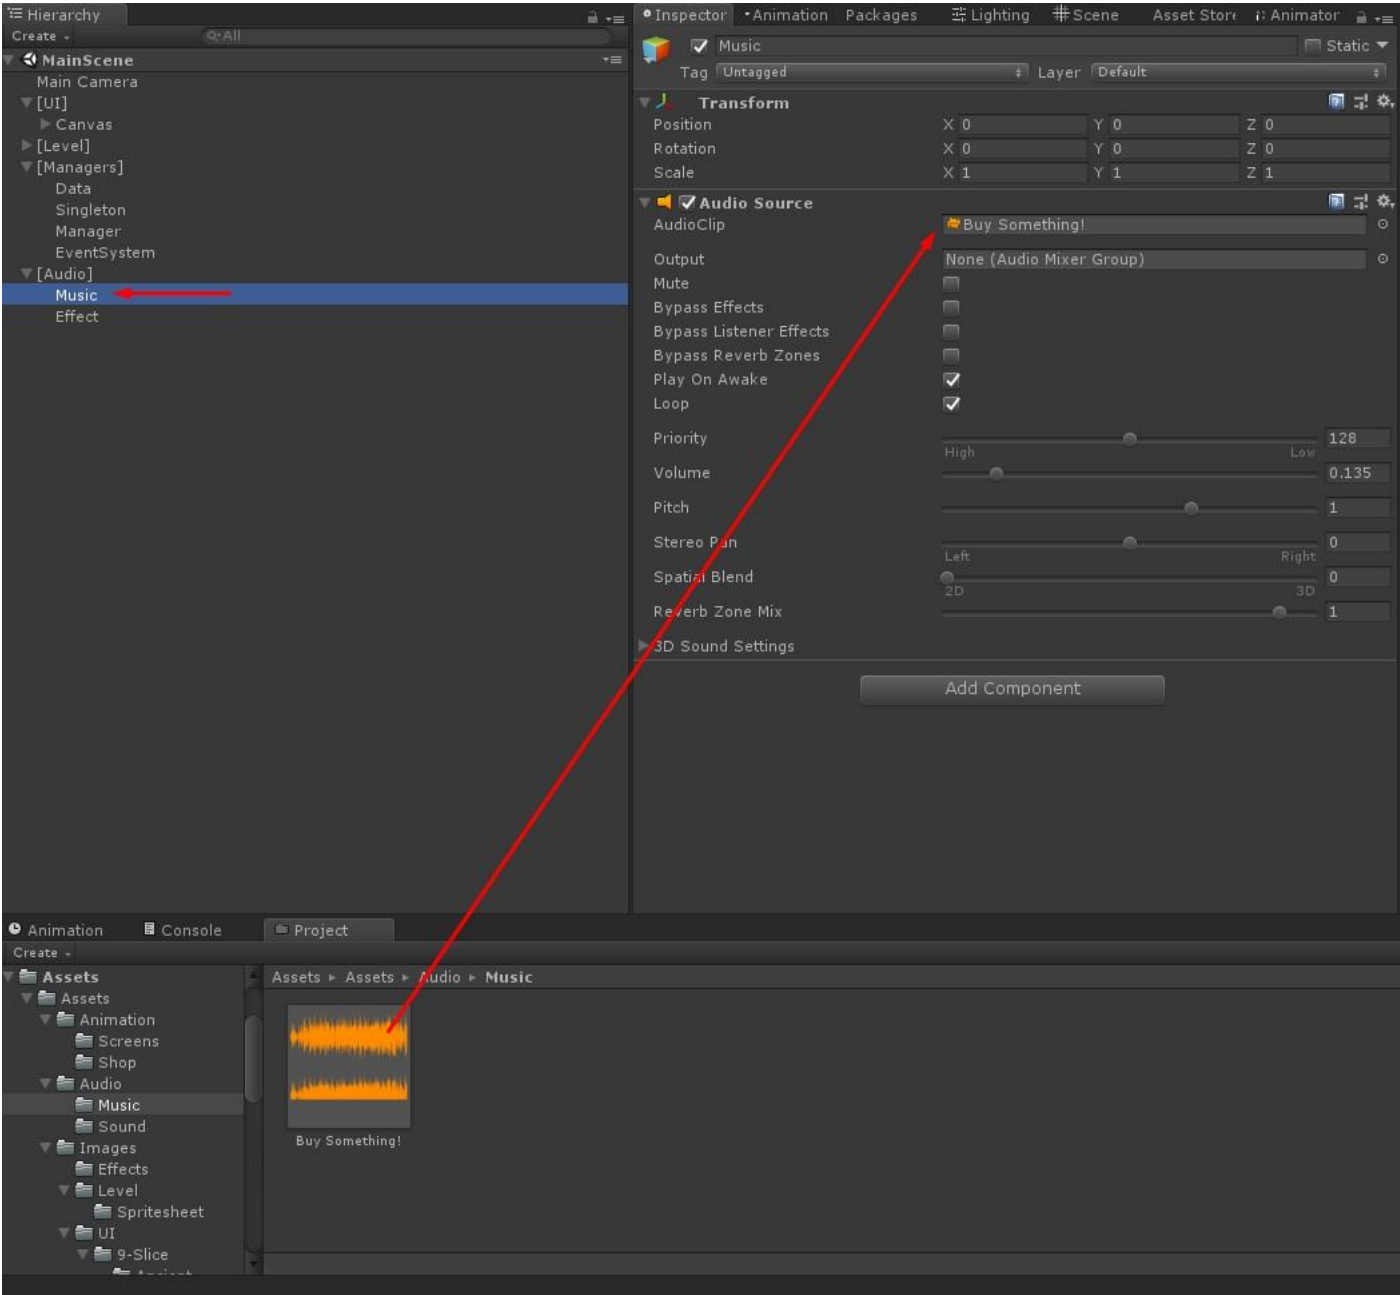 Hierarchy
Create
All
MainScene
Main Camera
[UI]
Canvas
[Level]
[Managers]
Data
Singleton
Manager
EventSystem
[Audio]
Music
Effect
Inspector Animation Packages Lighting Scene Asset Store Animator
Music Static
Tag Untagged Layer Default
Transform
Position X 0 Y 0 Z 0
Rotation X 0 Y 0 Z 0
Scale X 1 Y 1 Z 1
Audio Source
AudioClip Buy Something!
Output None (Audio Mixer Group)
Mute
Bypass Effects
Bypass Listener Effects
Bypass Reverb Zones
Play On Awake
Loop
Priority 128
High Low
Volume 0.135
Pitch 1
Stereo Pan 0
Left Right
Spatial Blend 0
2D 3D
Reverb Zone Mix 1
3D Sound Settings
Add Component
Animation Console Project
Create
Assets
Assets
Animation
Screens
Shop
Audio
Music
Sound
Images
Effects
Level
Spritesheet
UI
9-Slice
Assets Assets Audio Music
Buy Something!